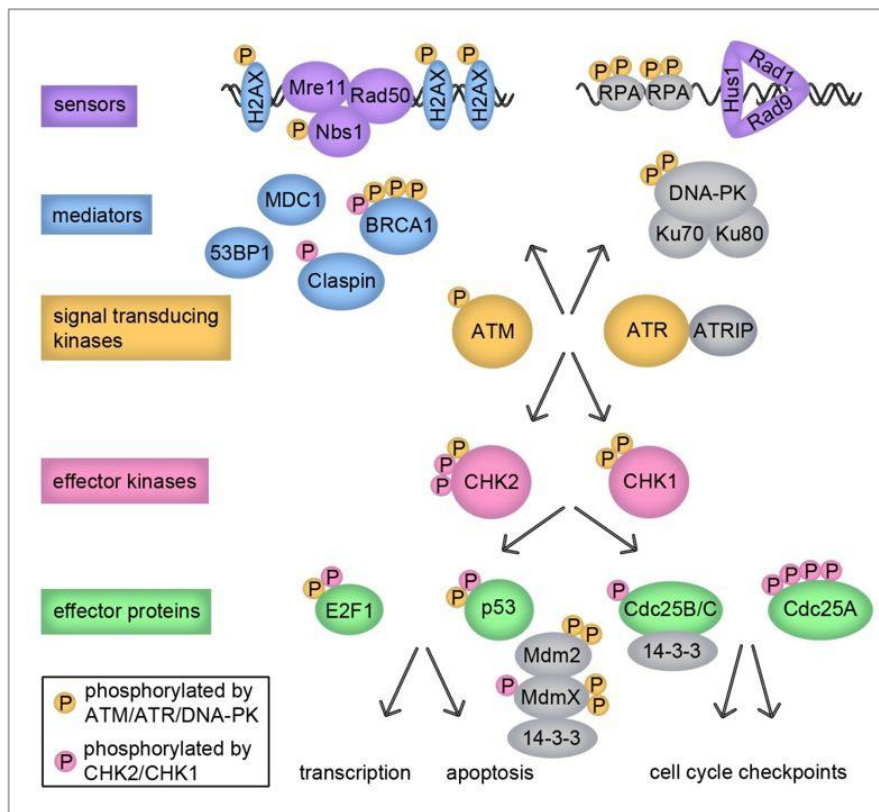 P
P
P
H2AX
Mre11
Rad50
Nbs1
P
H2AX
H2AX
P
P
P
P
RPA
RPA
Hus1
Rad1
Rad9
sensors
mediators
MDC1
P
P
P
P
BRCA1
53BP1
P
Claspin
P
P
DNA-PK
Ku70
Ku80
signal transducing
kinases
P
ATM
ATR
ATRIP
effector kinases
P
P
P
CHK2
P
P
CHK1
effector proteins
P
P
E2F1
P
P
p53
P
Cdc25B/C
14-3-3
P
P
P
P
Cdc25A
P
P
Mdm2
P
MdmX
P
P
14-3-3
P phosphorylated by
ATM/ATR/DNA-PK
P phosphorylated by
CHK2/CHK1
transcription
apoptosis
cell cycle checkpoints